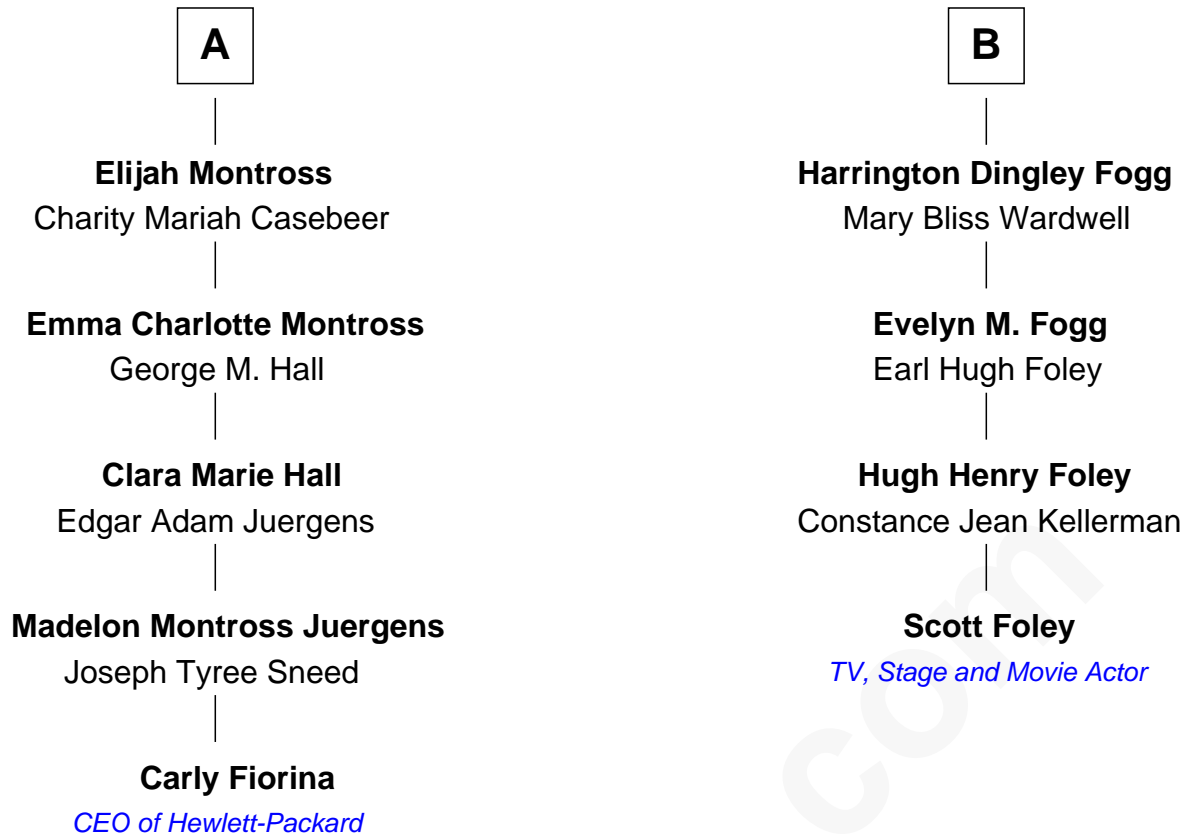 A
Elijah Montross
Charity Mariah Casebeer
Emma Charlotte Montross
George M. Hall
Clara Marie Hall
Edgar Adam Juergens
Madelon Montross Juergens
Joseph Tyree Sneed
Carly Fiorina
CEO of Hewlett-Packard
B
Harrington Dingley Fogg
Mary Bliss Wardwell
Evelyn M. Fogg
Earl Hugh Foley
Hugh Henry Foley
Constance Jean Kellerman
Scott Foley
TV, Stage and Movie Actor
com